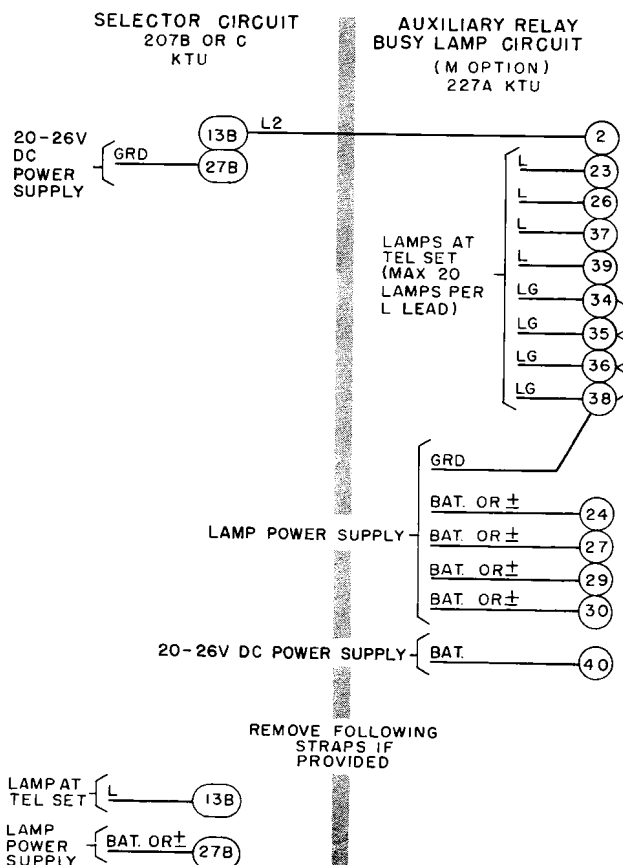 SELECTOR CIRCUIT
207B OR C
KTU
AUXILIARY RELAY
BUSY LAMP CIRCUIT
(M OPTION)
227A KTU
20-26V
DC
POWER
SUPPLY
GRD
13B
27B
L2
2
LAMPS AT
TEL SET
(MAX 20
LAMPS PER
L LEAD)
L
23
L
26
L
37
L
39
LG
34
LG
35
LG
36
LG
38
LAMP POWER SUPPLY
GRD
BAT. OR ±
24
BAT. OR ±
27
BAT. OR ±
29
BAT. OR ±
30
20-26V DC POWER SUPPLY
BAT.
40
REMOVE FOLLOWING
STRAPS IF
PROVIDED
LAMP AT
TEL SET
L
13B
LAMP
POWER
SUPPLY
BAT. OR ±
27B